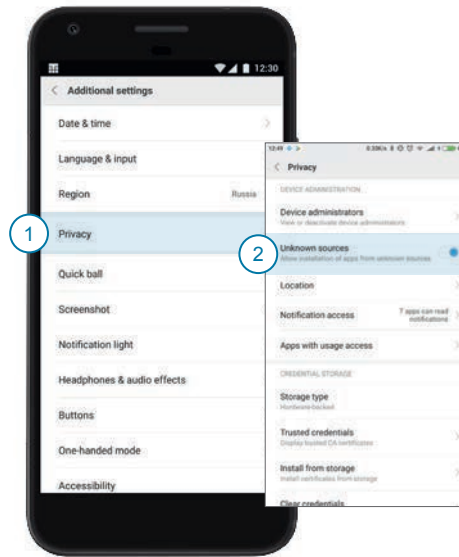 12:30
Additional settings
Date & time
Language & input
Region Russia
1
Privacy
Quick ball
Screenshot
Notification light
Headphones & audio effects
Buttons
One-handed mode
Accessibility
12:49
Privacy
DEVICE ADMINISTRATION
Device administrators
View or deactivate device administrators
2
Unknown sources
Allow installation of apps from unknown sources
Location
Notification access 7 apps can read
notifications
Apps with usage access
CREDENTIAL STORAGE
Storage type
Hardware-backed
Trusted credentials
Display trusted CA certificates
Install from storage
Install certificates from storage
Clear credentials